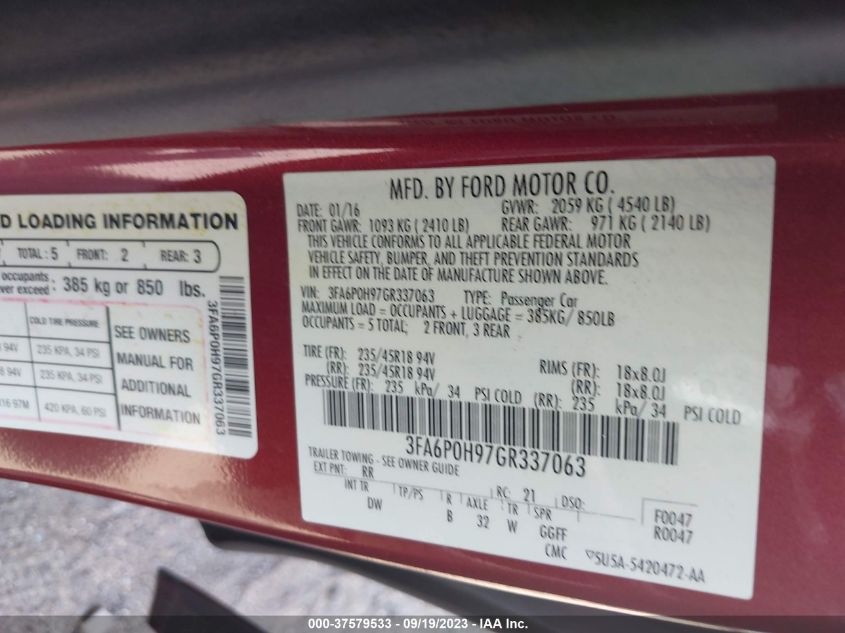 D LOADING INFORMATION
TOTAL: 5 FRONT: 2 REAR: 3
occupants
ver exceed: 385 kg or 850 lbs.
COLD TIRE PRESSURE
94V 235 KPA, 34 PSI
94V 235 KPA, 34 PSI
R16 97M 420 KPA, 60 PSI
SEE OWNERS
MANUAL FOR
ADDITIONAL
INFORMATION
3FA6P0H97GR337063
MFD. BY FORD MOTOR CO.
DATE: 01/16 GVWR: 2059 KG ( 4540 LB)
FRONT GAWR: 1093 KG ( 2410 LB) REAR GAWR: 971 KG ( 2140 LB)
THIS VEHICLE CONFORMS TO ALL APPLICABLE FEDERAL MOTOR
VEHICLE SAFETY, BUMPER, AND THEFT PREVENTION STANDARDS
IN EFFECT ON THE DATE OF MANUFACTURE SHOWN ABOVE.
VIN: 3FA6P0H97GR337063 TYPE: Passenger Car
MAXIMUM LOAD = OCCUPANTS + LUGGAGE = 385KG/ 850LB
OCCUPANTS = 5 TOTAL; 2 FRONT, 3 REAR
TIRE (FR): 235/45R18 94V RIMS (FR): 18x8.0J
(RR): 235/45R18 94V (RR): 18x8.0J
PRESSURE (FR): 235 kPa/ 34 PSI COLD (RR): 235 kPa/ 34 PSI COLD
3FA6P0H97GR337063
TRAILER TOWING - SEE OWNER GUIDE
EXT PNT: RR RC: 21 DSO: F0047
INT TR TP/PS R AXLE TR SPR R0047
DW B 32 W GGFF
CMC SU5A-5420472-AA
000-37579533 - 09/19/2023 - IAA Inc.